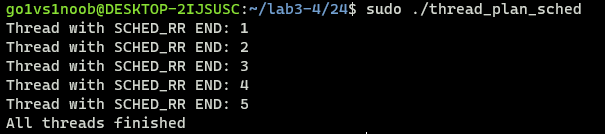 go1vs1noob@DESKTOP-2IJSUSC:~/lab3-4/24$ sudo ./thread_plan_sched
Thread with SCHED_RR END: 1
Thread with SCHED_RR END: 2
Thread with SCHED_RR END: 3
Thread with SCHED_RR END: 4
Thread with SCHED_RR END: 5
All threads finished